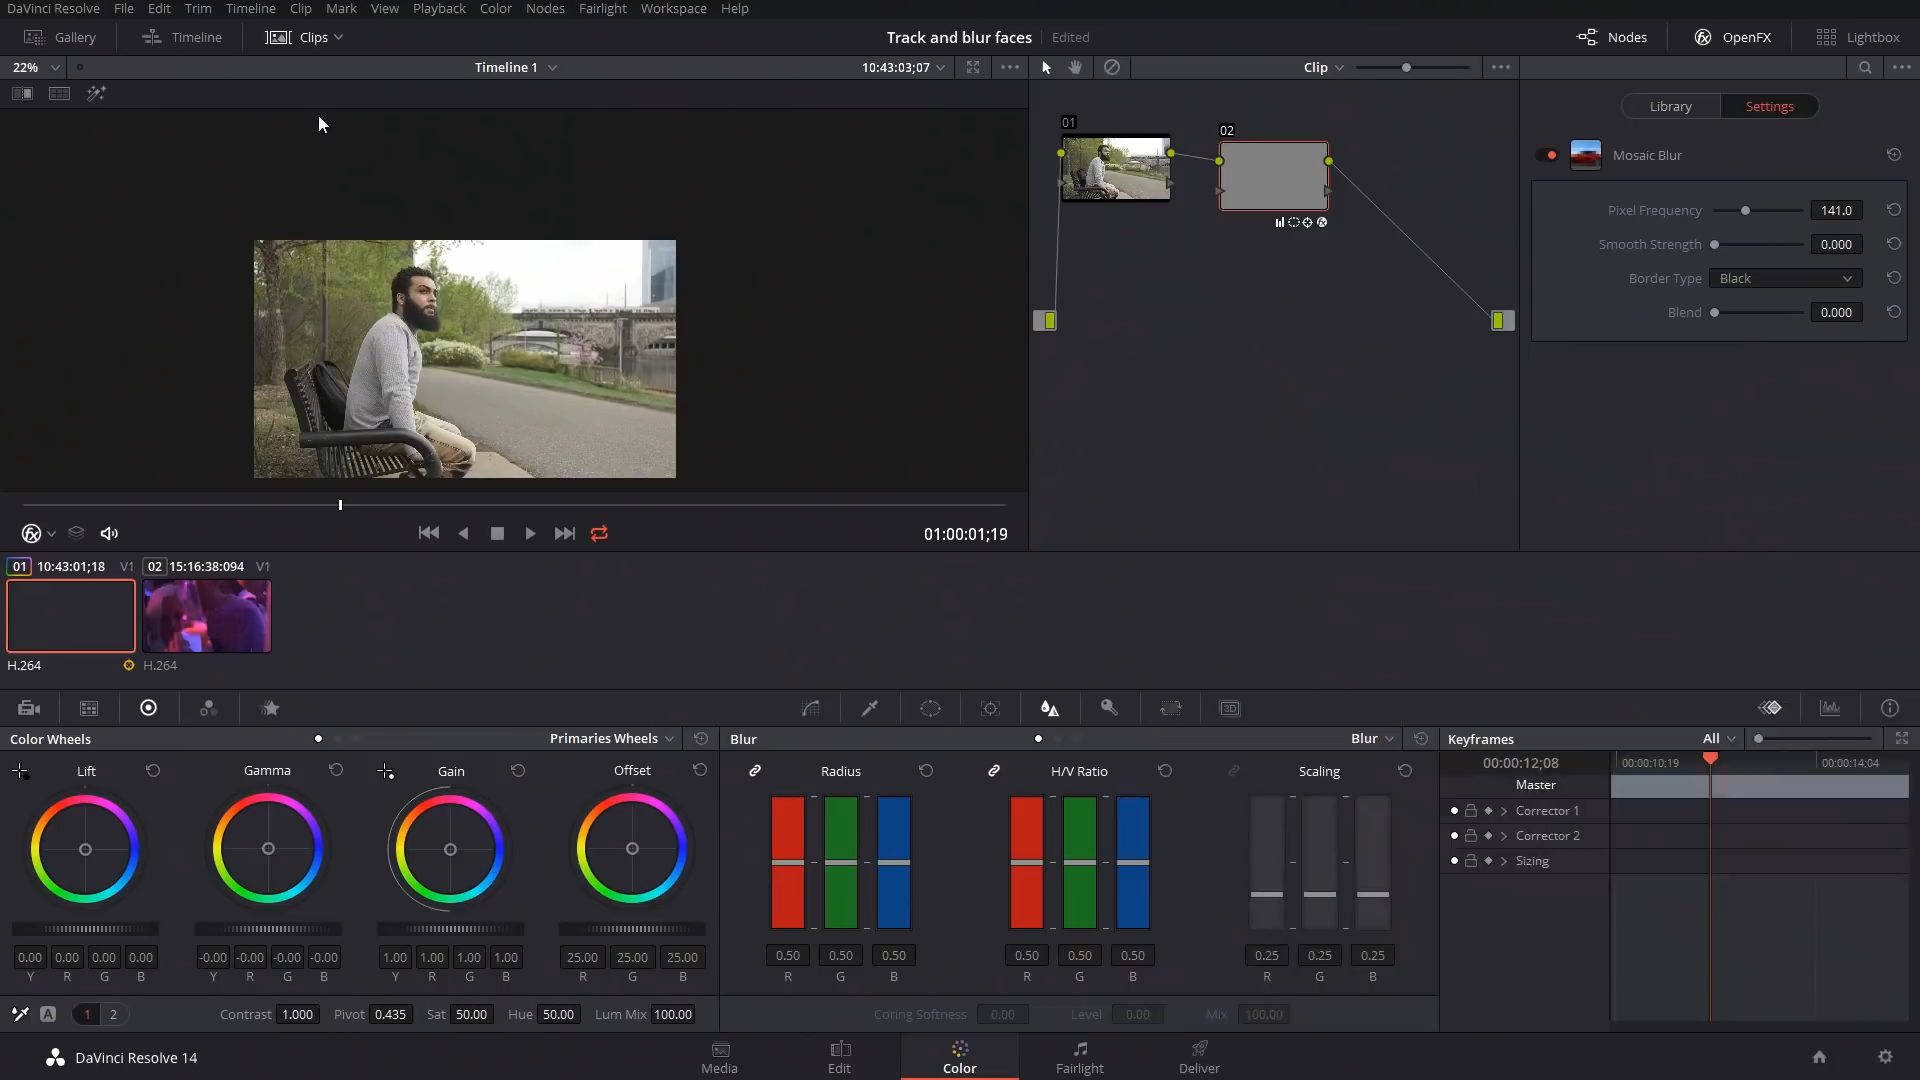 DaVinci Resolve File Edit Trim Timeline Clip Mark View Playback Color Nodes Fairlight Workspace Help
Gallery Timeline Clips Track and blur faces Edited Nodes OpenFX Lightbox
22% Timeline 1 10:43:03;07 Clip
Library Settings
01
02
Mosaic Blur
Pixel Frequency 141.0
Smooth Strength 0.000
Border Type Black
Blend 0.000
01:00:01;19
01 10:43:01;18 V1 02 15:16:38:094 V1
H.264 H.264
3D
Color Wheels Primaries Wheels Blur Blur Keyframes All
Lift Gamma Gain Offset Radius H/V Ratio Scaling 00:00:12;08 00:00:10;19 00:00:14;04
Master
Corrector 1
Corrector 2
Sizing
0.00 0.00 0.00 0.00 -0.00 -0.00 -0.00 -0.00 1.00 1.00 1.00 1.00 25.00 25.00 25.00 0.50 0.50 0.50 0.50 0.50 0.50 0.25 0.25 0.25
Y R G B Y R G B Y R G B R G B R G B R G B R G B
A 1 2 Contrast 1.000 Pivot 0.435 Sat 50.00 Hue 50.00 Lum Mix 100.00 Coring Softness 0.00 Level 0.00 Mix 100.00
DaVinci Resolve 14 Media Edit Color Fairlight Deliver